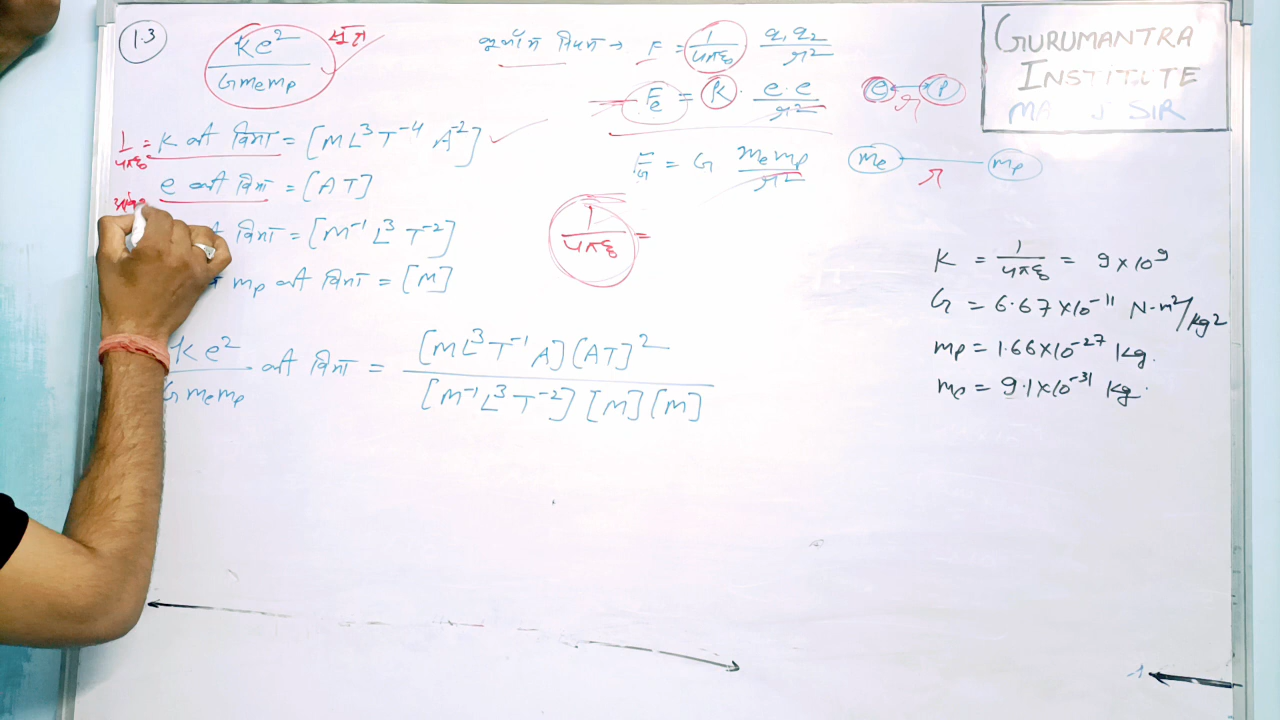 1.3
Ke²/Gmemp सूत्र
कूलॉम नियम → F = 1/4πε₀ q₁q₂/r²
Fe = K · e·e/r²
e p
r
FG = G memp/r²
me mp
r
1/4πε₀ = K की विमा = [ML³T⁻⁴A⁻²]
e की विमा = [AT]
की विमा = [M⁻¹L³T⁻²]
mp की विमा = [M]
1/4πε₀ =
Ke²/Gmemp की विमा = [ML³T⁻¹A][AT]²/[M⁻¹L³T⁻²][M][M]
GURUMANTRA
INSTITUTE
SIR
K = 1/4πε₀ = 9×10⁹
G = 6.67×10⁻¹¹ N-m²/kg²
mp = 1.66×10⁻²⁷ kg.
me = 9.1×10⁻³¹ kg.